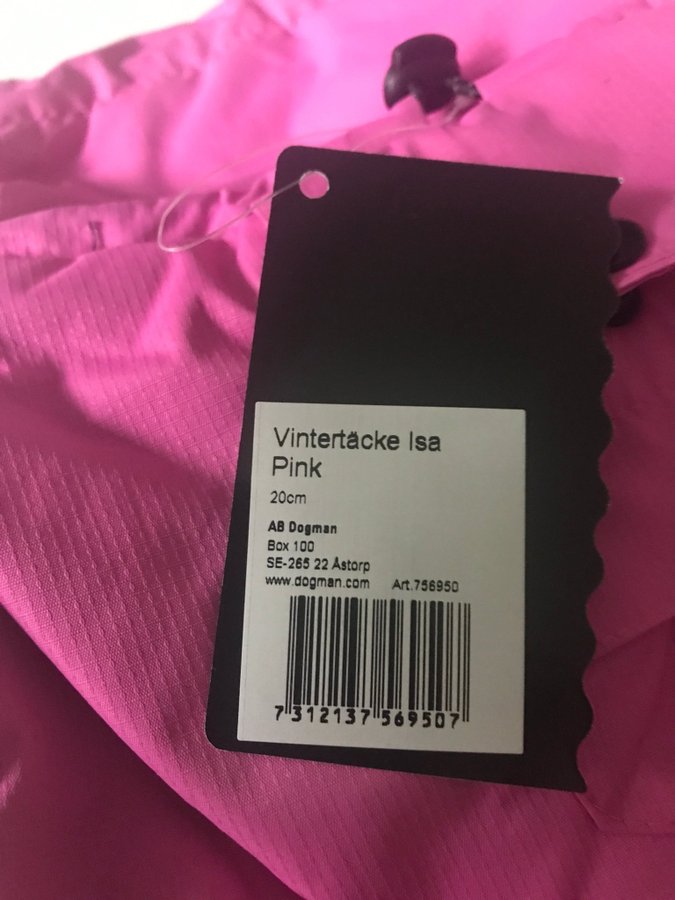 Vintertäcke Isa
Pink
20cm
AB Dogman
Box 100
SE-265 22 Åstorp
www.dogman.com Art.756950
7 312137 569507